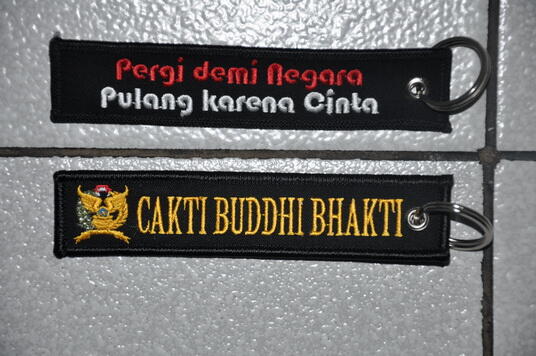 Pergi demi Negara
Pulang karena Cinta
CAKTI BUDDHI BHAKTI